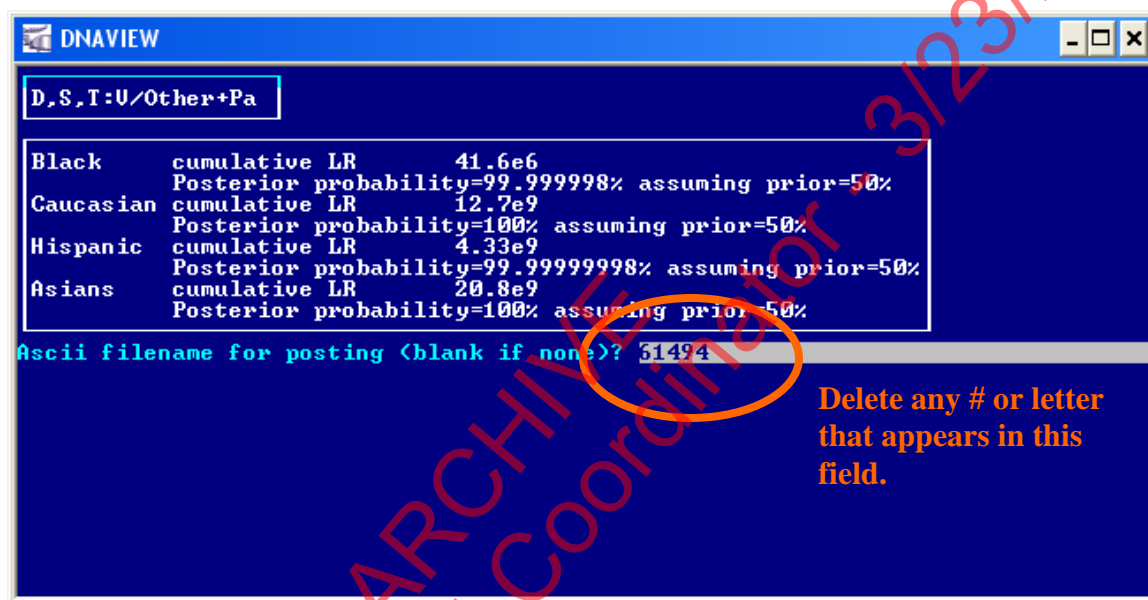 DNAVIEW
D,S,T:V/Other+Pa
Black cumulative LR 41.6e6
Posterior probability=99.999998% assuming prior=50%
Caucasian cumulative LR 12.7e9
Posterior probability=100% assuming prior=50%
Hispanic cumulative LR 4.33e9
Posterior probability=99.99999998% assuming prior=50%
Asians cumulative LR 20.8e9
Posterior probability=100% assuming prior=50%
Ascii filename for posting (blank if none)? 61494
Delete any # or letter
that appears in this
field.
ARCHIVE
Coordinator - 3/23/